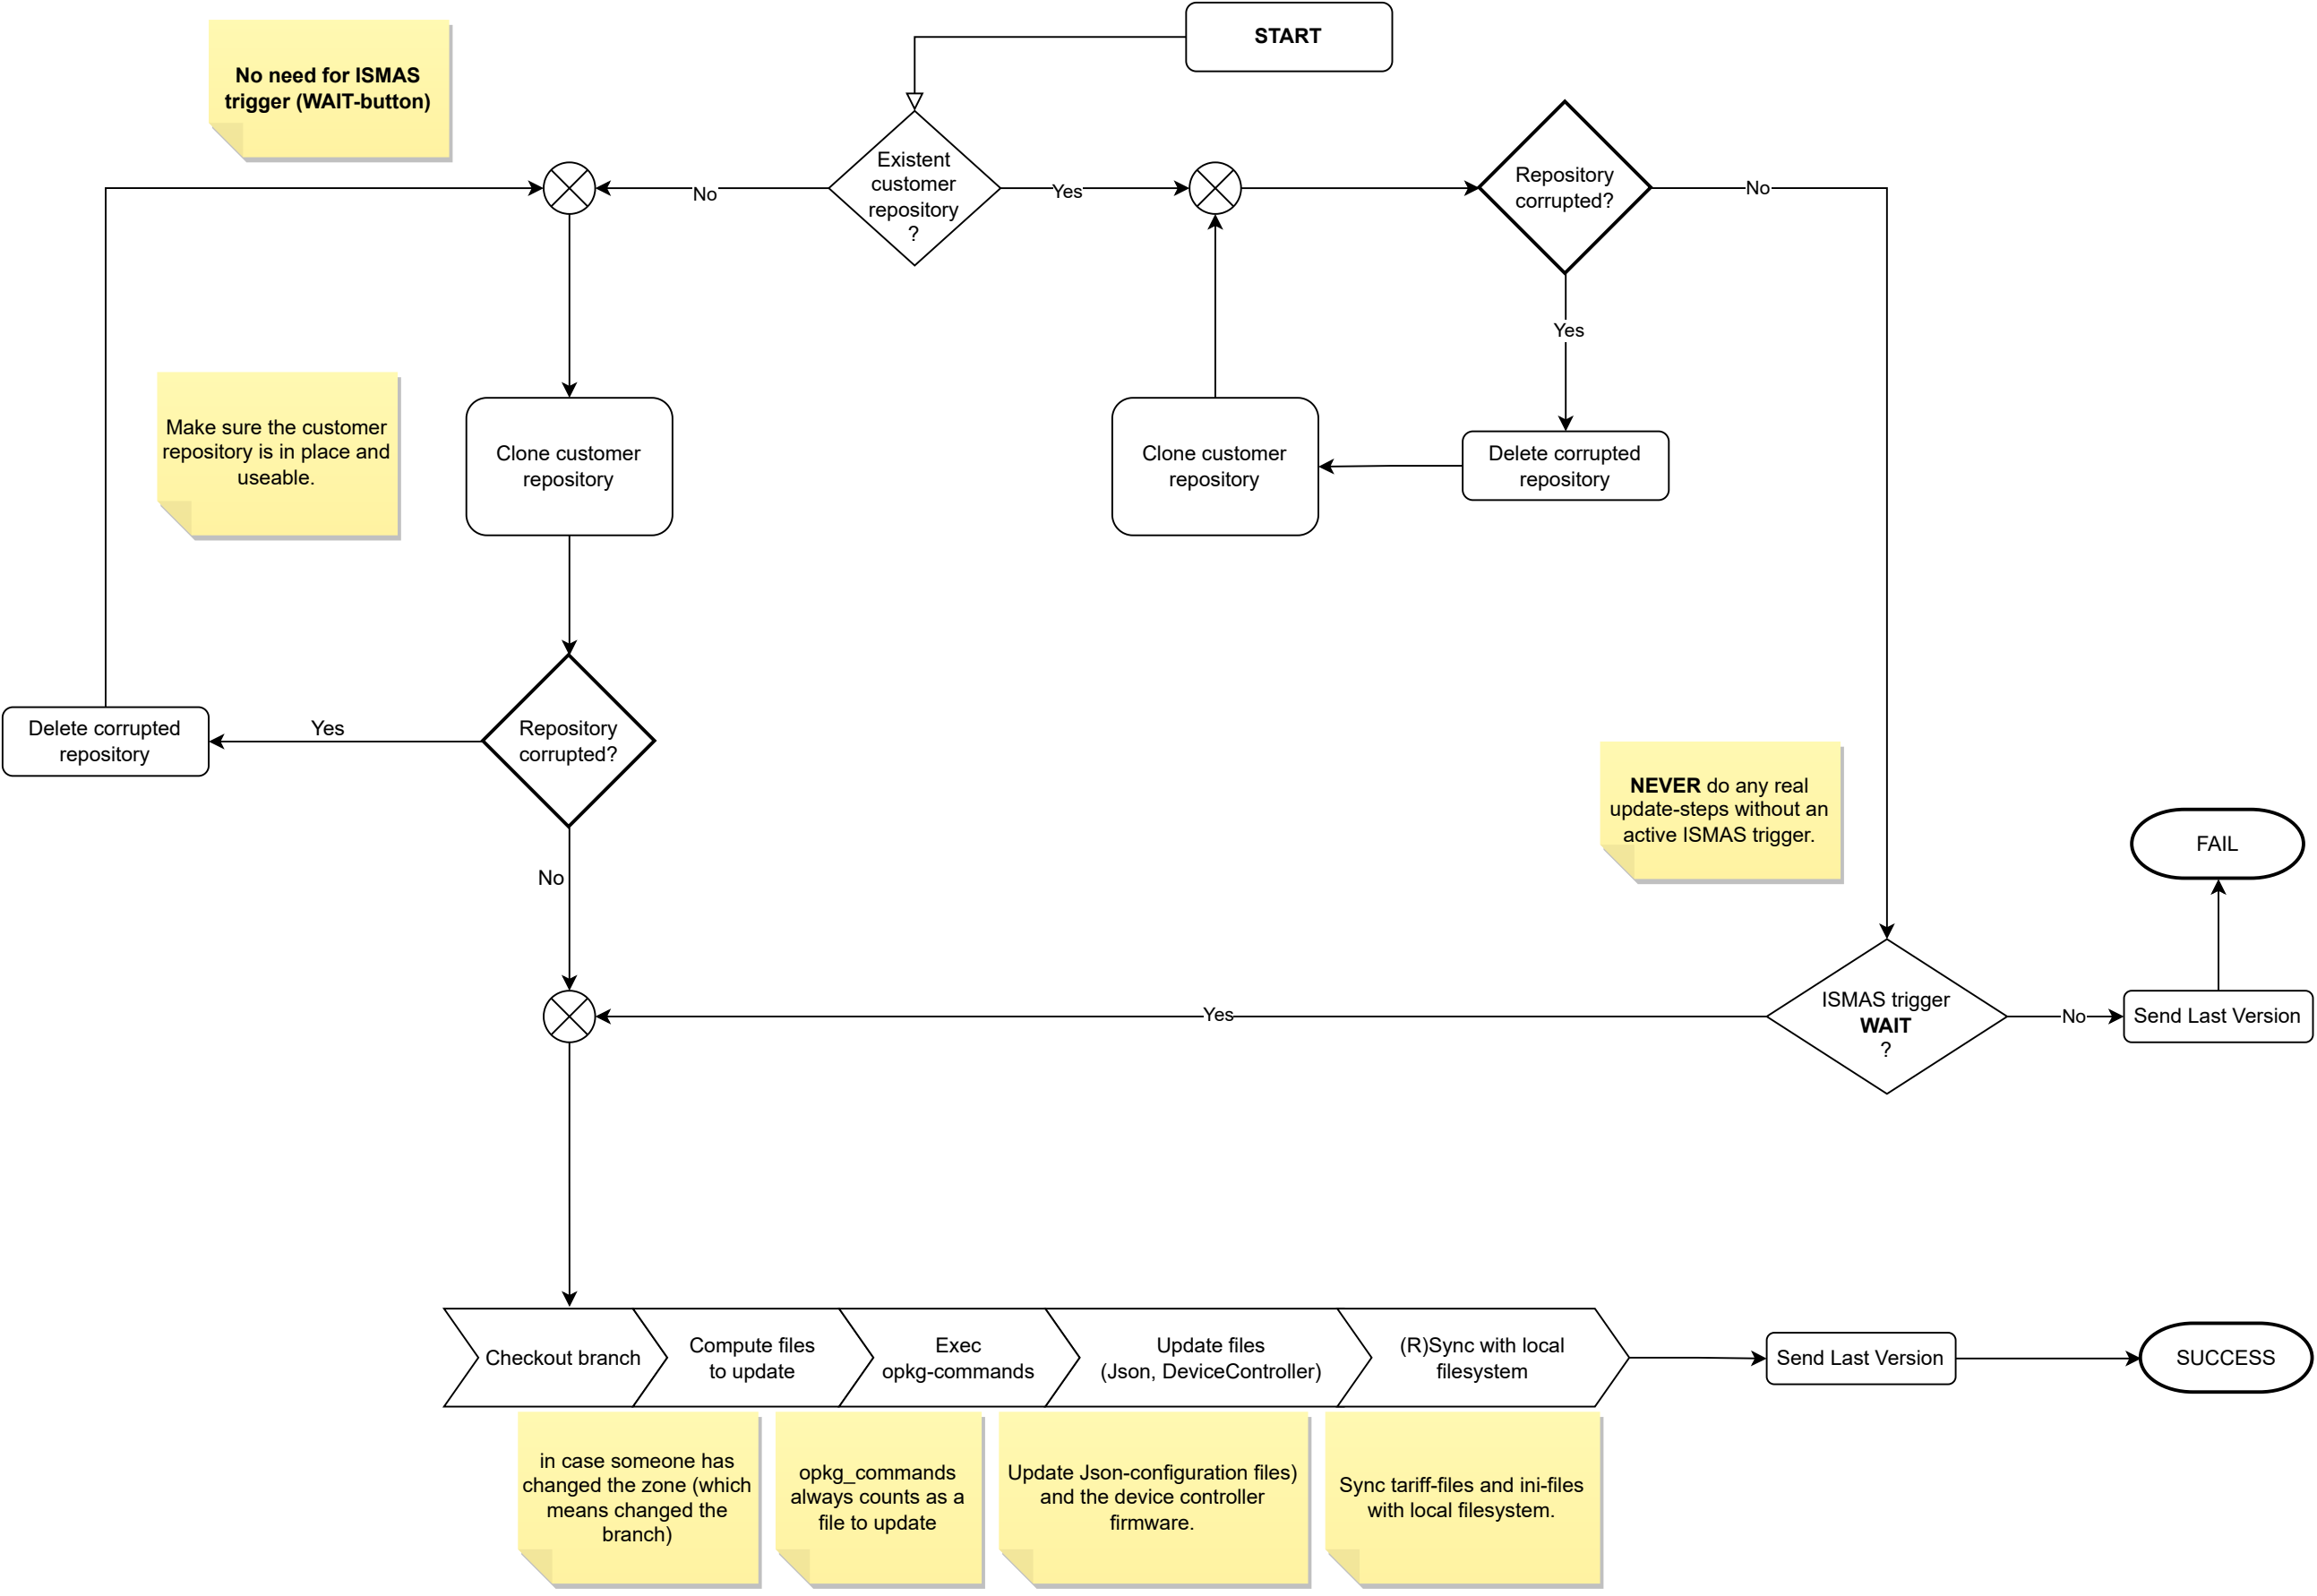 START
No need for ISMAS
trigger (WAIT-button)
Existent
customer
repository
?
No
Yes
Repository
corrupted?
No
Yes
Make sure the customer
repository is in place and
useable.
Clone customer
repository
Clone customer
repository
Delete corrupted
repository
Delete corrupted
repository
Yes
Repository
corrupted?
No
NEVER do any real
update-steps without an
active ISMAS trigger.
FAIL
Yes
ISMAS trigger
WAIT
?
No
Send Last Version
Checkout branch
Compute files
to update
Exec
opkg-commands
Update files
(Json, DeviceController)
(R)Sync with local
filesystem
Send Last Version
SUCCESS
in case someone has
changed the zone (which
means changed the
branch)
opkg_commands
always counts as a
file to update
Update Json-configuration files)
and the device controller
firmware.
Sync tariff-files and ini-files
with local filesystem.